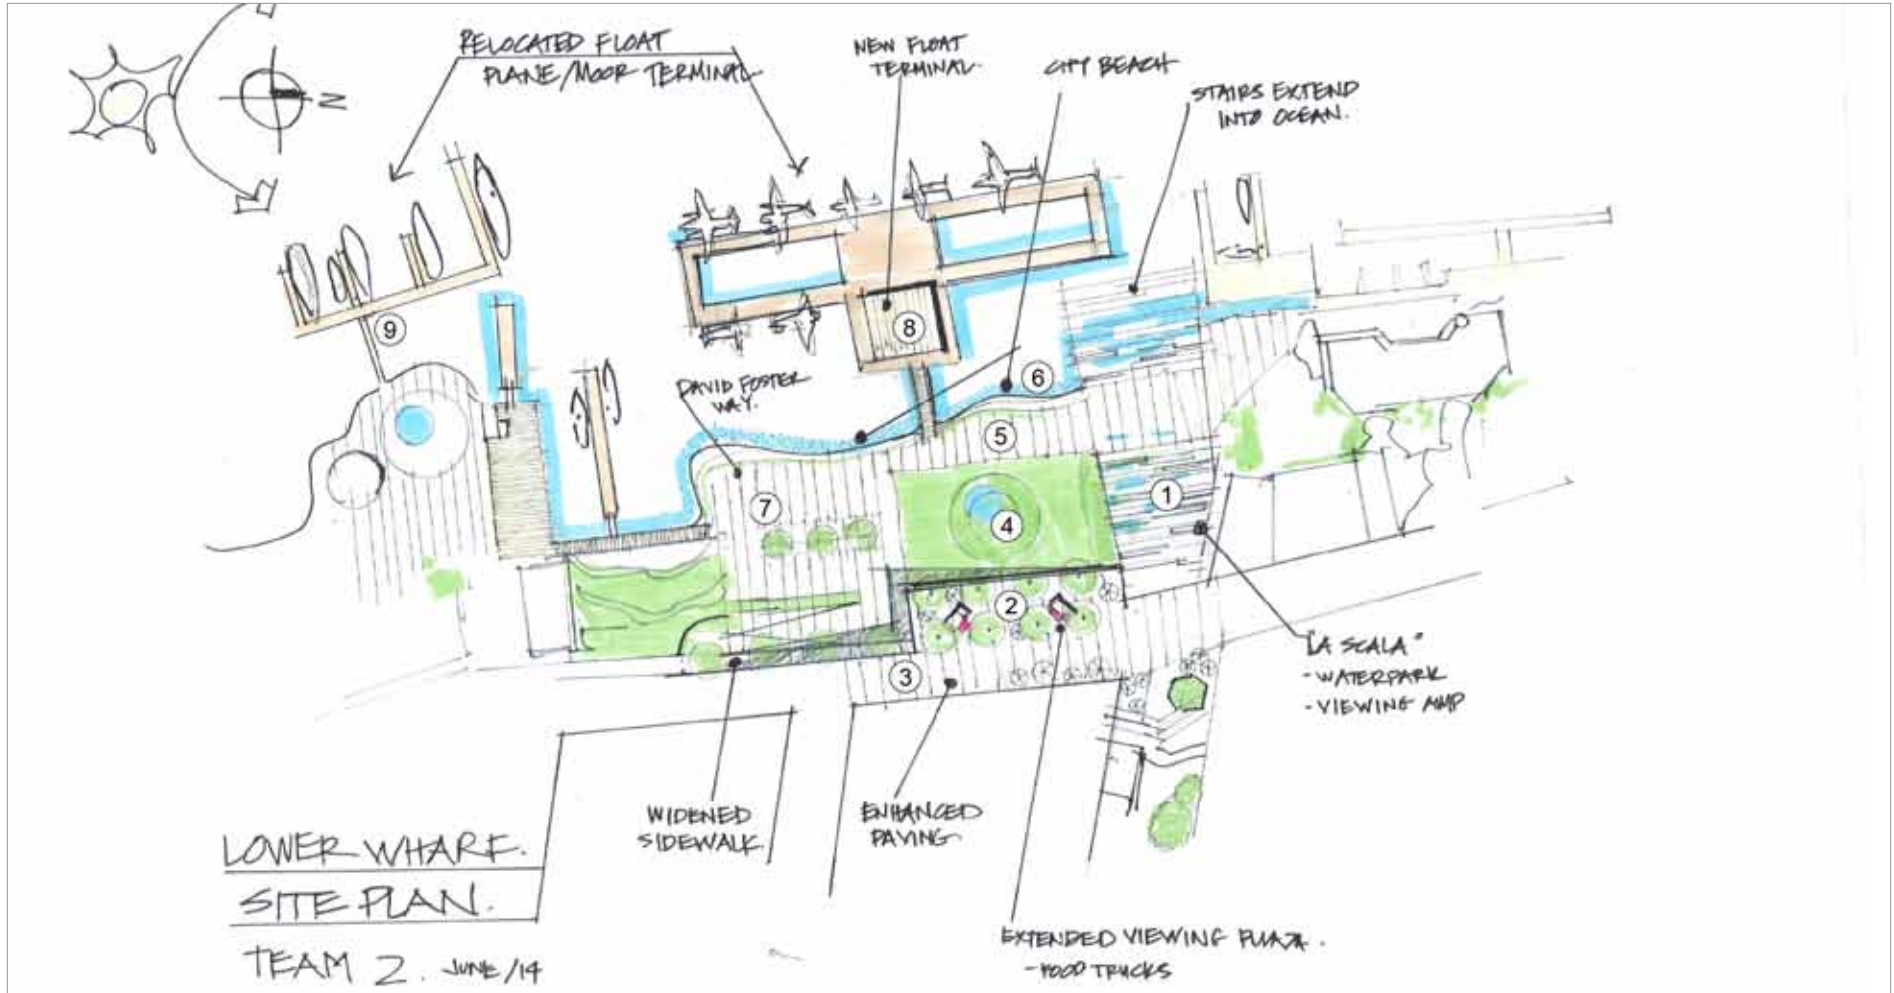 RELOCATED FLOAT
PLANE/MOOR TERMINAL
NEW FLOAT
TERMINAL.
CITY BEACH
STAIRS EXTEND
INTO OCEAN.
N
9
8
6
DAVID FOSTER
WAY.
5
7
1
4
2
3
"LA SCALA"
- WATERPARK
- VIEWING AMP
WIDENED
SIDEWALK
ENHANCED
PAVING
LOWER WHARF.
SITE PLAN.
TEAM 2. JUNE/14
EXTENDED VIEWING PLAZA.
- FOOD TRUCKS